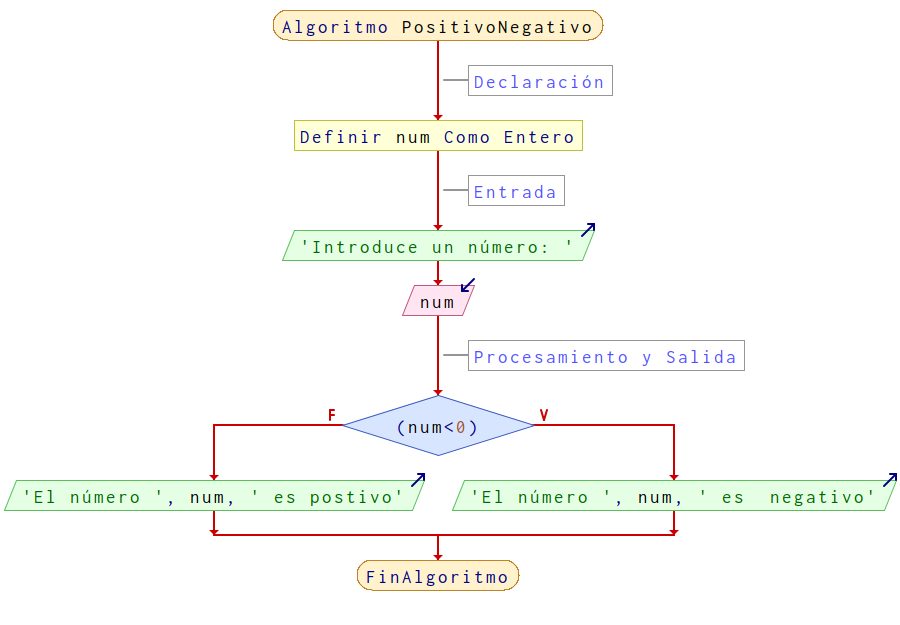 Algoritmo PositivoNegativo
Declaración
Definir num Como Entero
Entrada
'Introduce un número: '
num
Procesamiento y Salida
F
V
(num<0)
'El número ', num, ' es postivo'
'El número ', num, ' es  negativo'
FinAlgoritmo